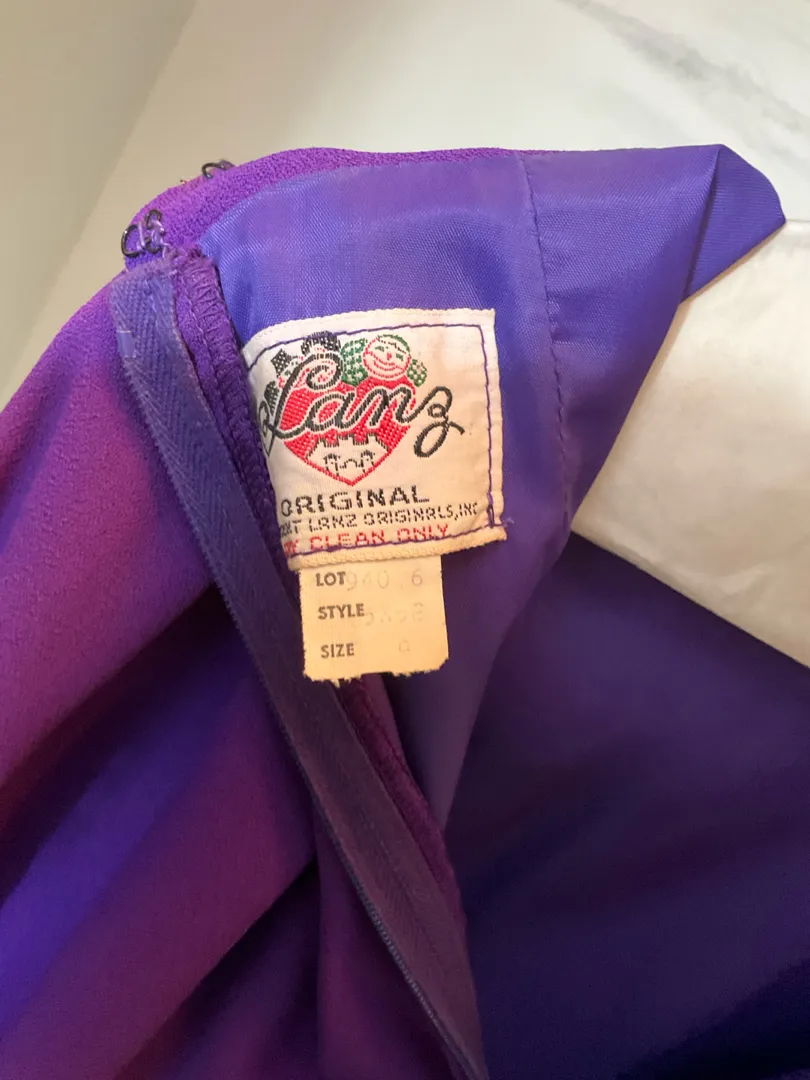 Lanz
ORIGINAL
LANZ ORIGINALS, INC
CLEAN ONLY
LOT
STYLE
SIZE